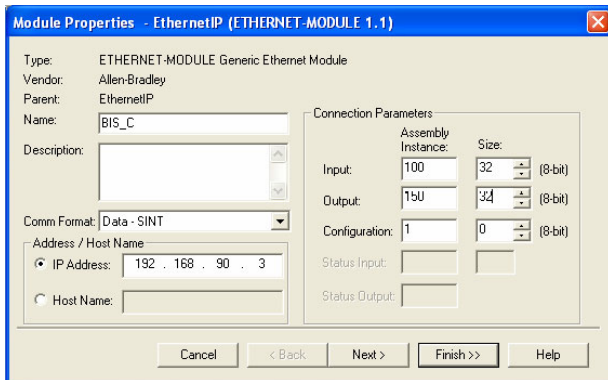 Module Properties - EthernetIP (ETHERNET-MODULE 1.1)
Type: ETHERNET-MODULE Generic Ethernet Module
Vendor: Allen-Bradley
Parent: EthernetIP
Name: BIS_C
Description:
Comm Format: Data - SINT
Address / Host Name
IP Address: 192 . 168 . 90 . 3
Host Name:
Connection Parameters
Assembly Instance: Size:
Input: 100 32 (8-bit)
Output: 150 32 (8-bit)
Configuration: 1 0 (8-bit)
Status Input:
Status Output:
Cancel < Back Next > Finish >> Help